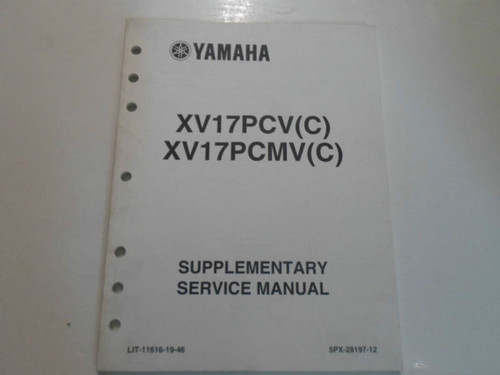 YAMAHA
XV17PCV(C)
XV17PCMV(C)
SUPPLEMENTARY
SERVICE MANUAL
LIT-11616-19-46 5PX-28197-12